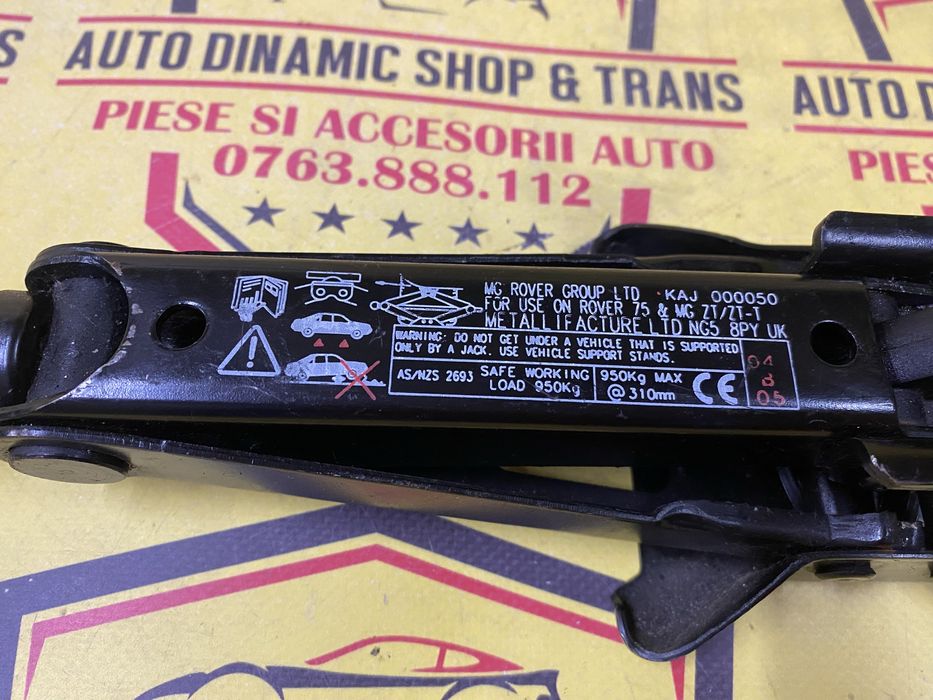 AUTO DINAMIC SHOP & TRANS
PIESE SI ACCESORII AUTO
0763.888.112
AUTO D
PIES
MG ROVER GROUP LTD KAJ 000050
FOR USE ON ROVER 75 & MG ZT/ZT-T
METALLIFACTURE LTD NG5 8PY UK
WARNING: DO NOT GET UNDER A VEHICLE THAT IS SUPPORTED
ONLY BY A JACK. USE VEHICLE SUPPORT STANDS.
AS/NZS 2693
SAFE WORKING
LOAD 950Kg
950Kg MAX
@ 310mm
CE
04
B
05